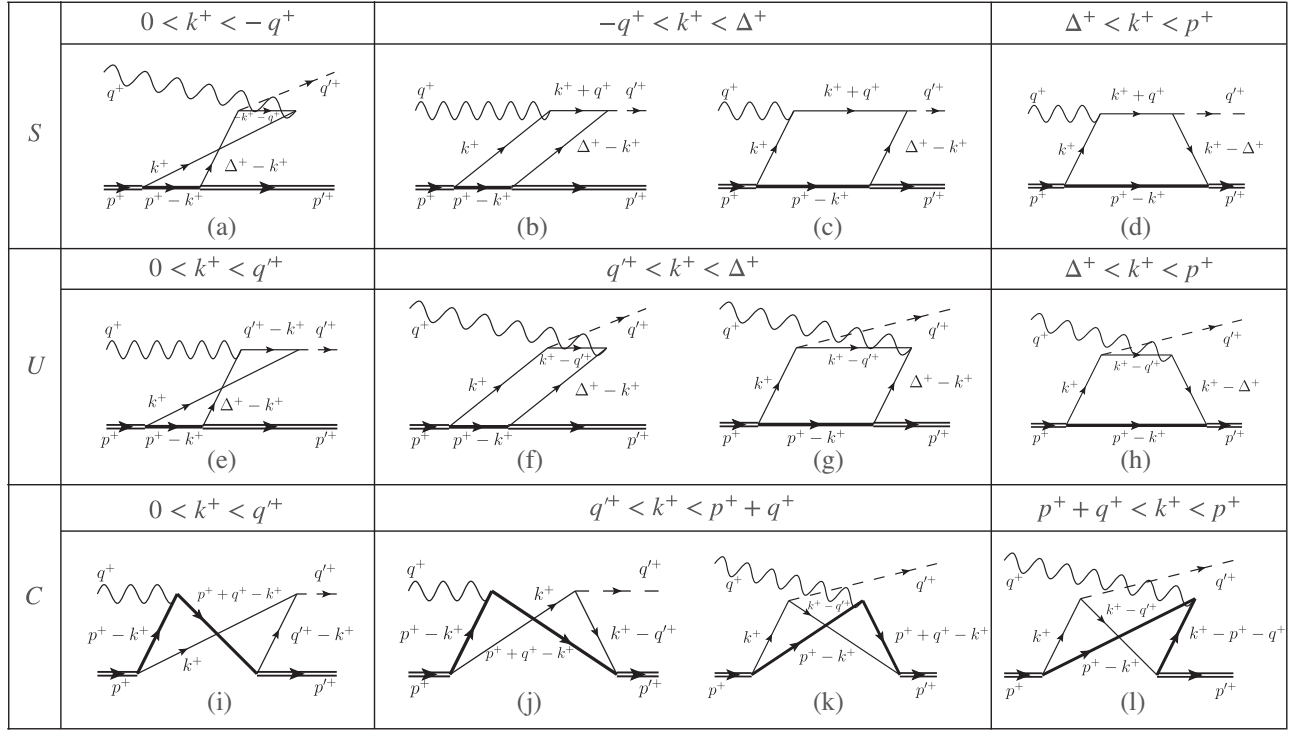 0 < k⁺ < − q⁺
−q⁺ < k⁺ < Δ⁺
Δ⁺ < k⁺ < p⁺
S
q⁺
q′⁺
−k⁺ − q⁺
k⁺
Δ⁺ − k⁺
p⁺
p⁺ − k⁺
p′⁺
(a)
q⁺
k⁺ + q⁺
q′⁺
k⁺
Δ⁺ − k⁺
p⁺
p⁺ − k⁺
p′⁺
(b)
q⁺
k⁺ + q⁺
q′⁺
k⁺
Δ⁺ − k⁺
p⁺
p⁺ − k⁺
p′⁺
(c)
q⁺
k⁺ + q⁺
q′⁺
k⁺
k⁺ − Δ⁺
p⁺
p⁺ − k⁺
p′⁺
(d)
0 < k⁺ < q′⁺
q′⁺ < k⁺ < Δ⁺
Δ⁺ < k⁺ < p⁺
U
q⁺
q′⁺ − k⁺
q′⁺
k⁺
Δ⁺ − k⁺
p⁺
p⁺ − k⁺
p′⁺
(e)
q⁺
q′⁺
k⁺ − q′⁺
k⁺
Δ⁺ − k⁺
p⁺
p⁺ − k⁺
p′⁺
(f)
q⁺
q′⁺
k⁺ − q′⁺
k⁺
Δ⁺ − k⁺
p⁺
p⁺ − k⁺
p′⁺
(g)
q⁺
q′⁺
k⁺ − q′⁺
k⁺
k⁺ − Δ⁺
p⁺
p⁺ − k⁺
p′⁺
(h)
0 < k⁺ < q′⁺
q′⁺ < k⁺ < p⁺ + q⁺
p⁺ + q⁺ < k⁺ < p⁺
C
q⁺
p⁺ + q⁺ − k⁺
q′⁺
p⁺ − k⁺
q′⁺ − k⁺
k⁺
p⁺
p′⁺
(i)
q⁺
k⁺
q′⁺
p⁺ − k⁺
k⁺ − q′⁺
p⁺ + q⁺ − k⁺
p⁺
p′⁺
(j)
q⁺
q′⁺
k⁺ − q′⁺
k⁺
p⁺ + q⁺ − k⁺
p⁺ − k⁺
p⁺
p′⁺
(k)
q⁺
q′⁺
k⁺ − q′⁺
k⁺
k⁺ − p⁺ − q⁺
p⁺ − k⁺
p⁺
p′⁺
(l)